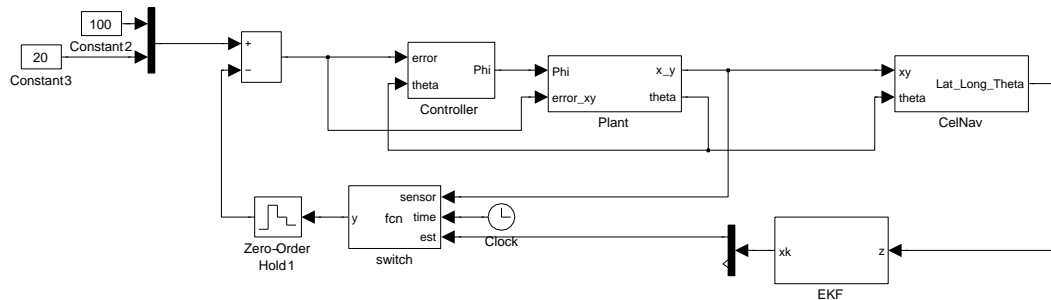 100
Constant2
20
Constant3
+
−
error
theta
Phi
Controller
Phi
error_xy
x_y
theta
Plant
xy
theta
Lat_Long_Theta
CelNav
Zero-Order
Hold1
y
fcn
sensor
time
est
switch
Clock
xk
z
EKF